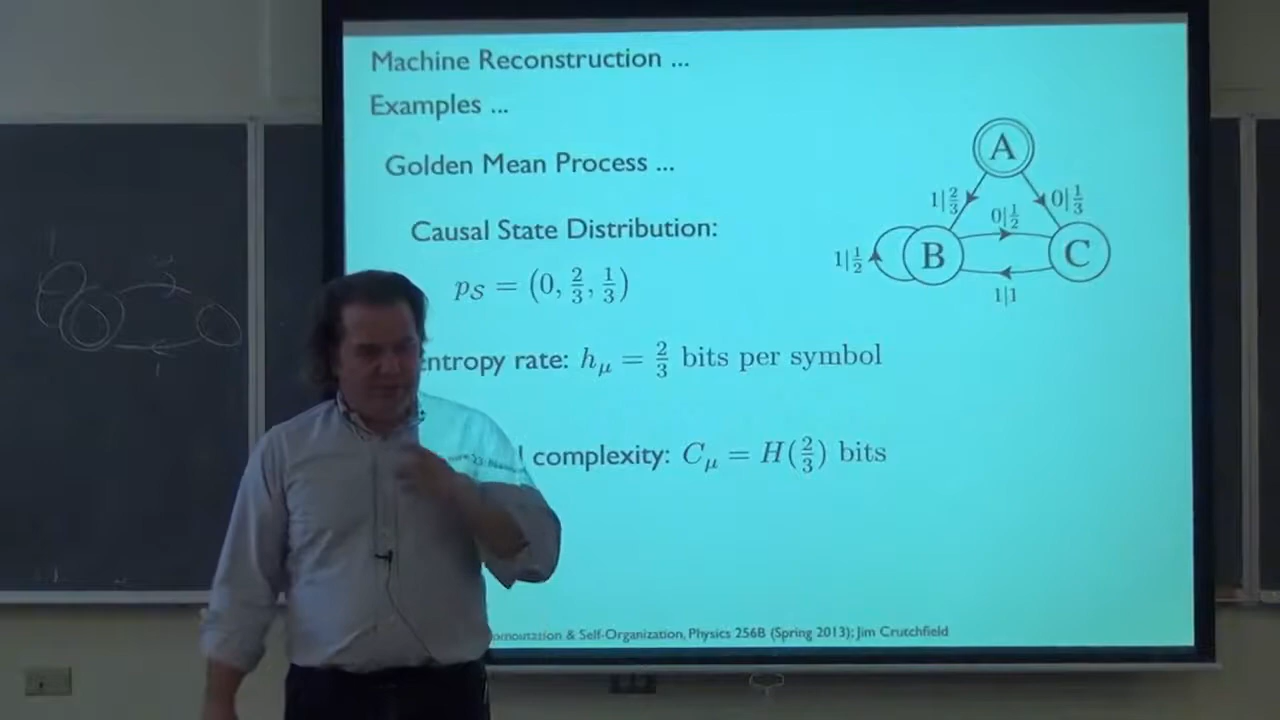 Machine Reconstruction ...
Examples ...
Golden Mean Process ...
Causal State Distribution:
p_S = (0, 2/3, 1/3)
ntropy rate: h_μ = 2/3 bits per symbol
l complexity: C_μ = H(2/3) bits
A
1|2/3
0|1/3
0|1/2
1|1/2
B
C
1|1
& Self-Organization, Physics 256B (Spring 2013); Jim Crutchfield
1
1